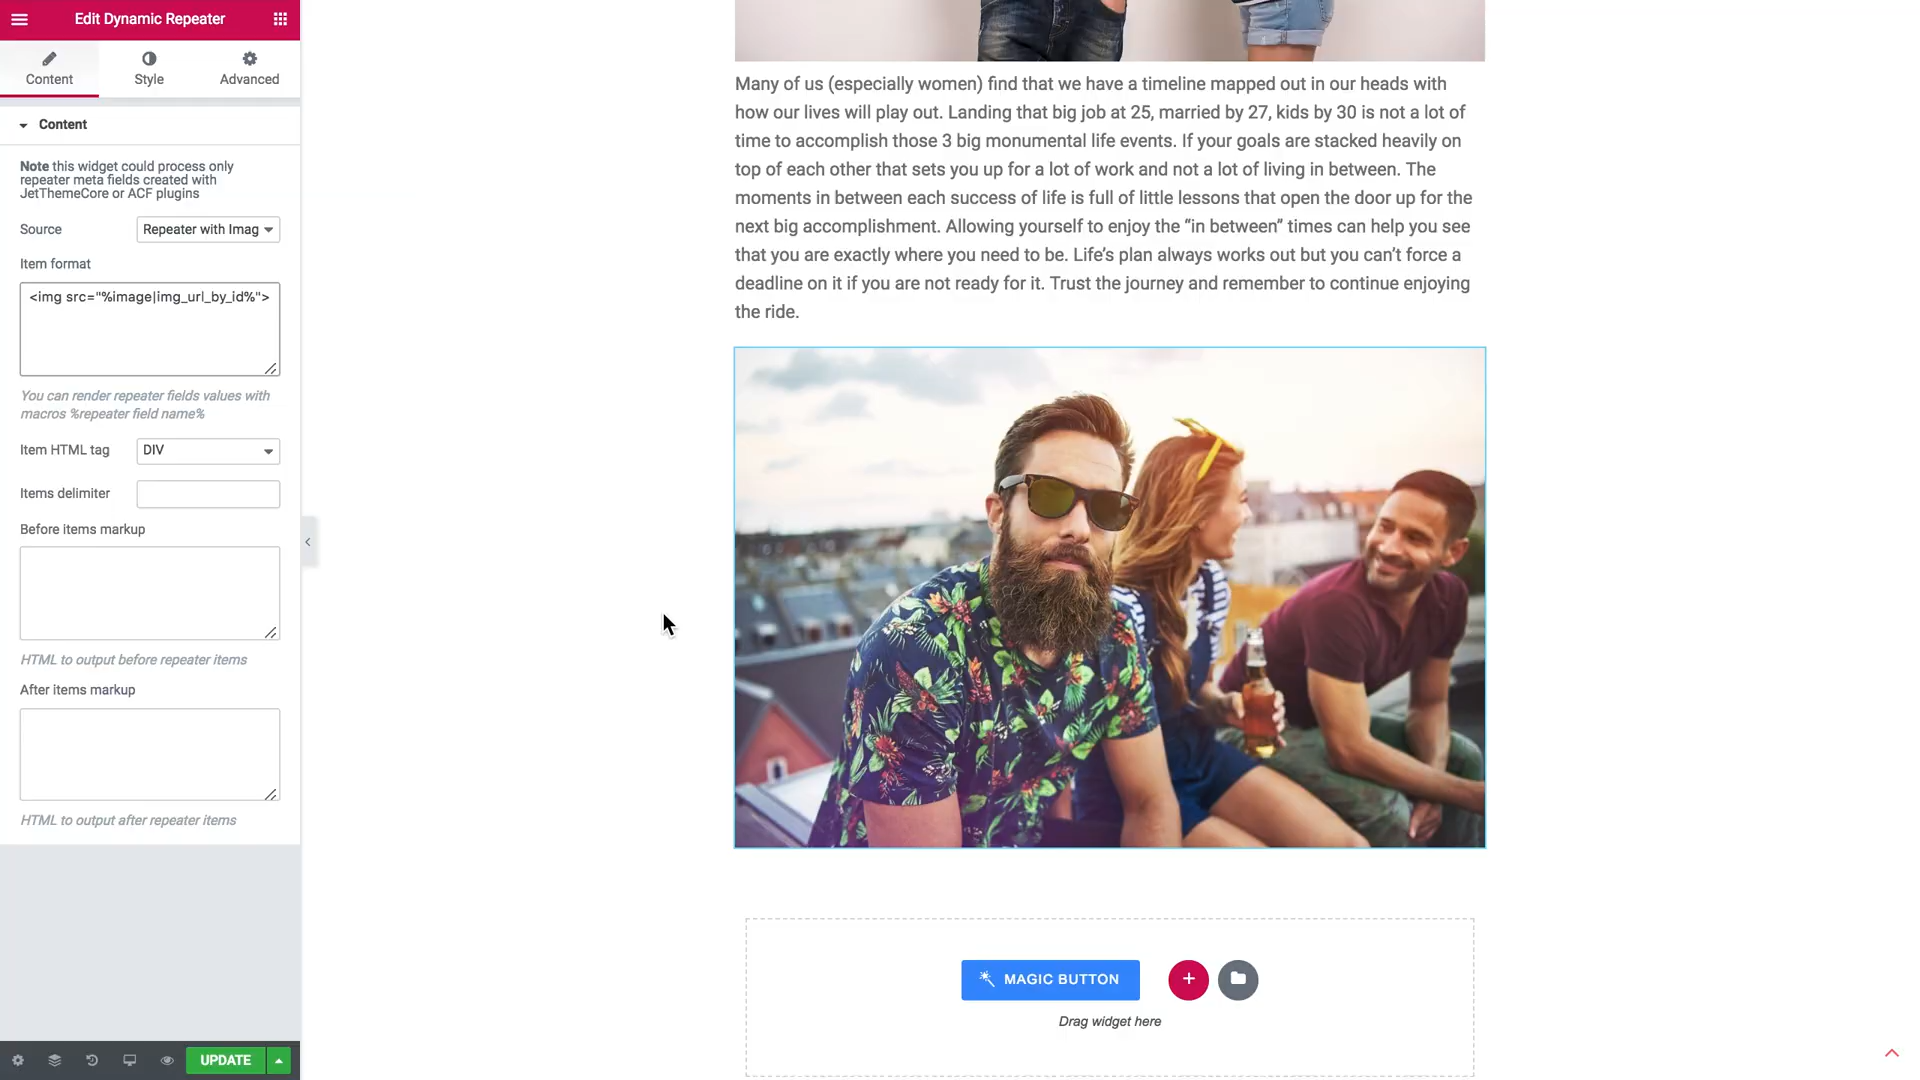 Edit Dynamic Repeater
Content
Style
Advanced
Content
Note this widget could process only
repeater meta fields created with
JetThemeCore or ACF plugins
Source
Repeater with Imag
Item format
<img src="%image|img_url_by_id%">
You can render repeater fields values with
macros %repeater field name%
Item HTML tag
DIV
Items delimiter
Before items markup
HTML to output before repeater items
After items markup
HTML to output after repeater items
UPDATE
Many of us (especially women) find that we have a timeline mapped out in our heads with
how our lives will play out. Landing that big job at 25, married by 27, kids by 30 is not a lot of
time to accomplish those 3 big monumental life events. If your goals are stacked heavily on
top of each other that sets you up for a lot of work and not a lot of living in between. The
moments in between each success of life is full of little lessons that open the door up for the
next big accomplishment. Allowing yourself to enjoy the “in between” times can help you see
that you are exactly where you need to be. Life’s plan always works out but you can’t force a
deadline on it if you are not ready for it. Trust the journey and remember to continue enjoying
the ride.
MAGIC BUTTON
Drag widget here